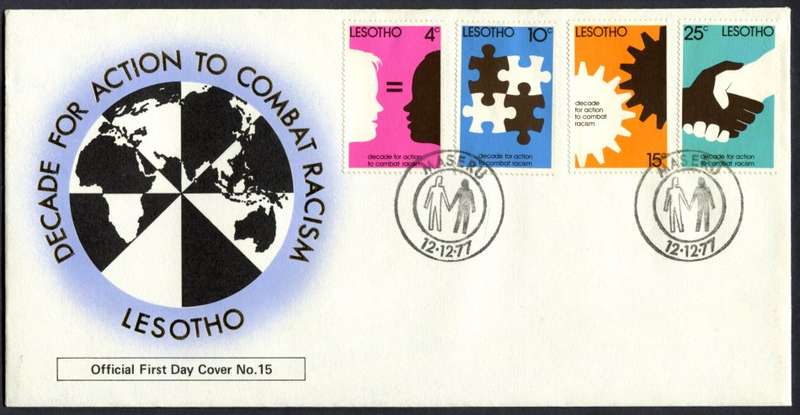 DECADE FOR ACTION TO COMBAT RACISM
LESOTHO
Official First Day Cover No.15
LESOTHO 4c
decade for action
to combat racism
LESOTHO 10c
decade for action
to combat racism
LESOTHO
decade
for action
to combat
racism
15c
25c LESOTHO
decade for action
to combat racism
MASERU
12·12·77
MASERU
12·12·77